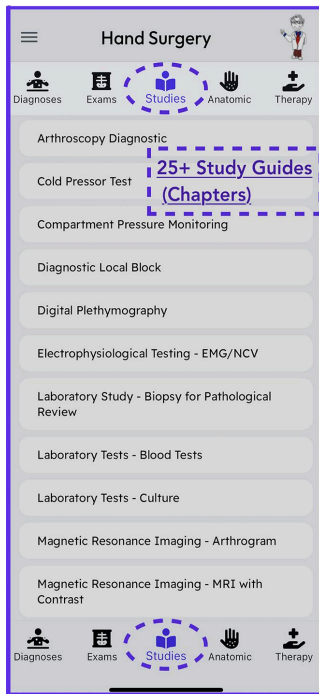 Hand Surgery
Diagnoses
Exams
Studies
Anatomic
Therapy
Arthroscopy Diagnostic
25+ Study Guides
(Chapters)
Cold Pressor Test
Compartment Pressure Monitoring
Diagnostic Local Block
Digital Plethymography
Electrophysiological Testing - EMG/NCV
Laboratory Study - Biopsy for Pathological
Review
Laboratory Tests - Blood Tests
Laboratory Tests - Culture
Magnetic Resonance Imaging - Arthrogram
Magnetic Resonance Imaging - MRI with
Contrast
Diagnoses
Exams
Studies
Anatomic
Therapy